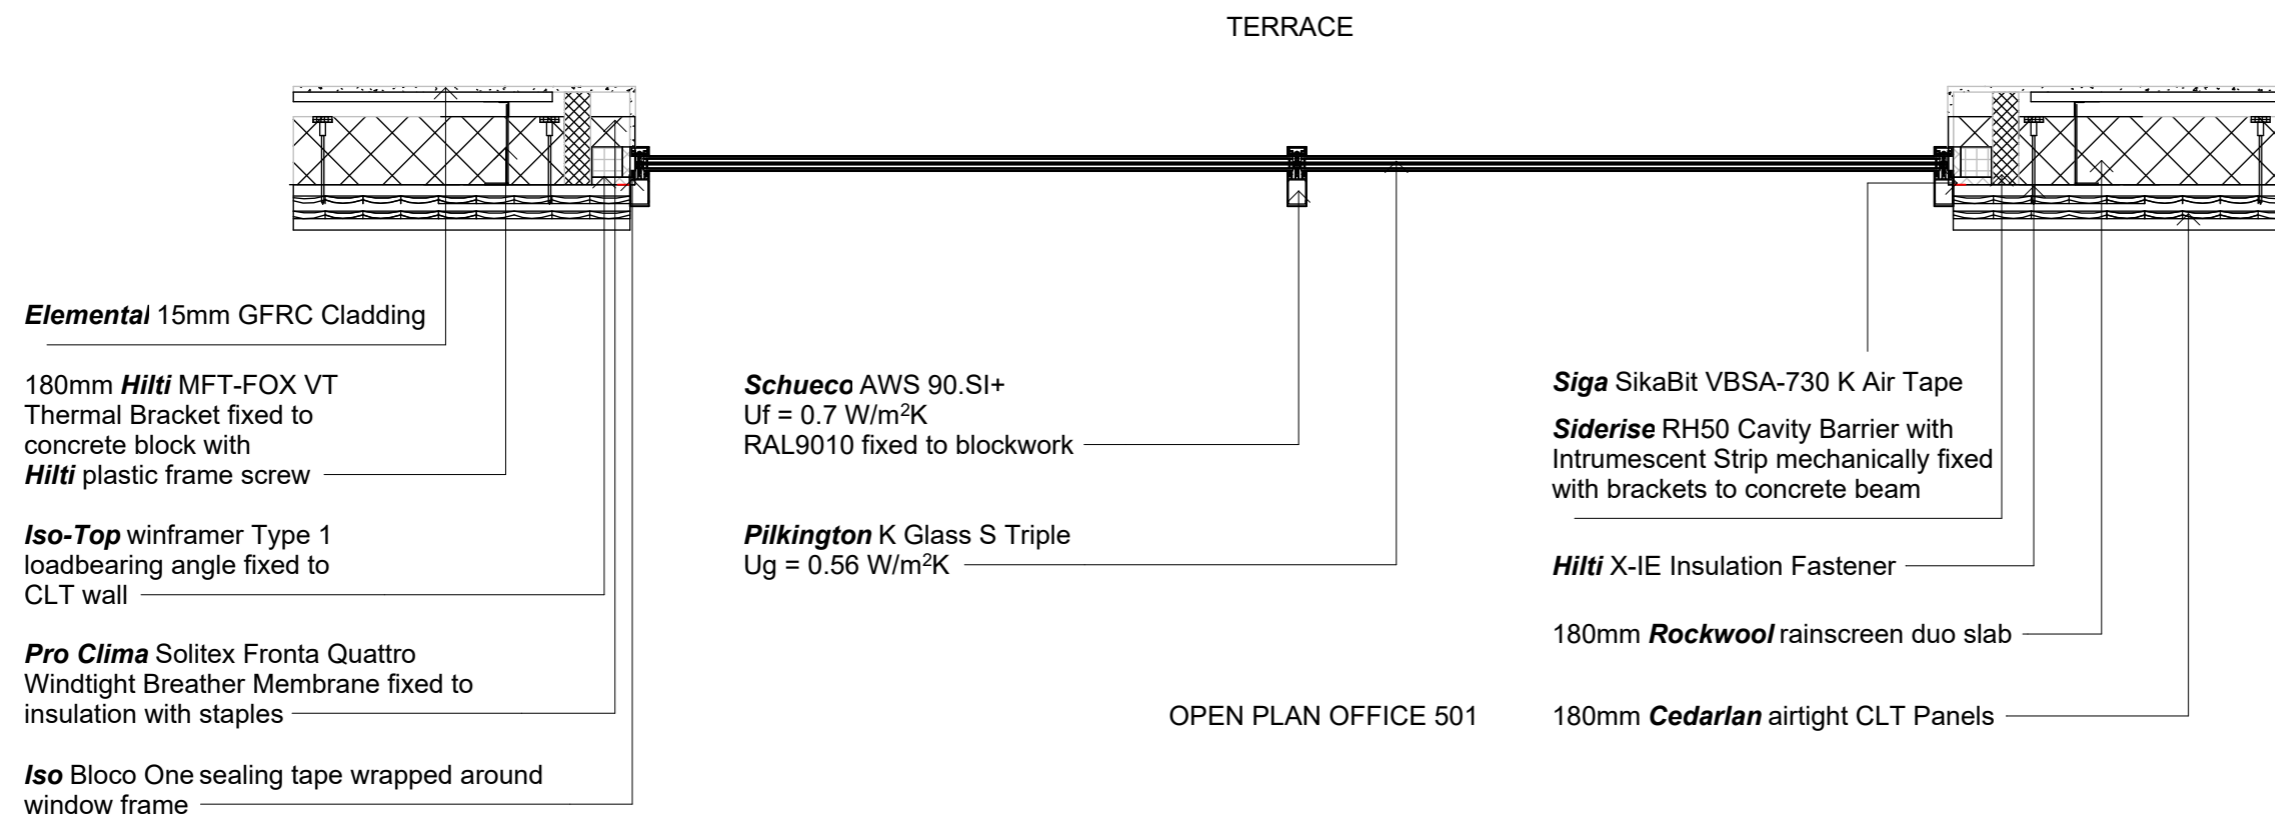 TERRACE
Elemental 15mm GFRC Cladding
180mm Hilti MFT-FOX VT
Thermal Bracket fixed to
concrete block with
Hilti plastic frame screw
Iso-Top winframer Type 1
loadbearing angle fixed to
CLT wall
Pro Clima Solitex Fronta Quattro
Windtight Breather Membrane fixed to
insulation with staples
Iso Bloco One sealing tape wrapped around
window frame
Schueco AWS 90.SI+
Uf = 0.7 W/m²K
RAL9010 fixed to blockwork
Pilkington K Glass S Triple
Ug = 0.56 W/m²K
OPEN PLAN OFFICE 501
Siga SikaBit VBSA-730 K Air Tape
Siderise RH50 Cavity Barrier with
Intrumescent Strip mechanically fixed
with brackets to concrete beam
Hilti X-IE Insulation Fastener
180mm Rockwool rainscreen duo slab
180mm Cedarlan airtight CLT Panels